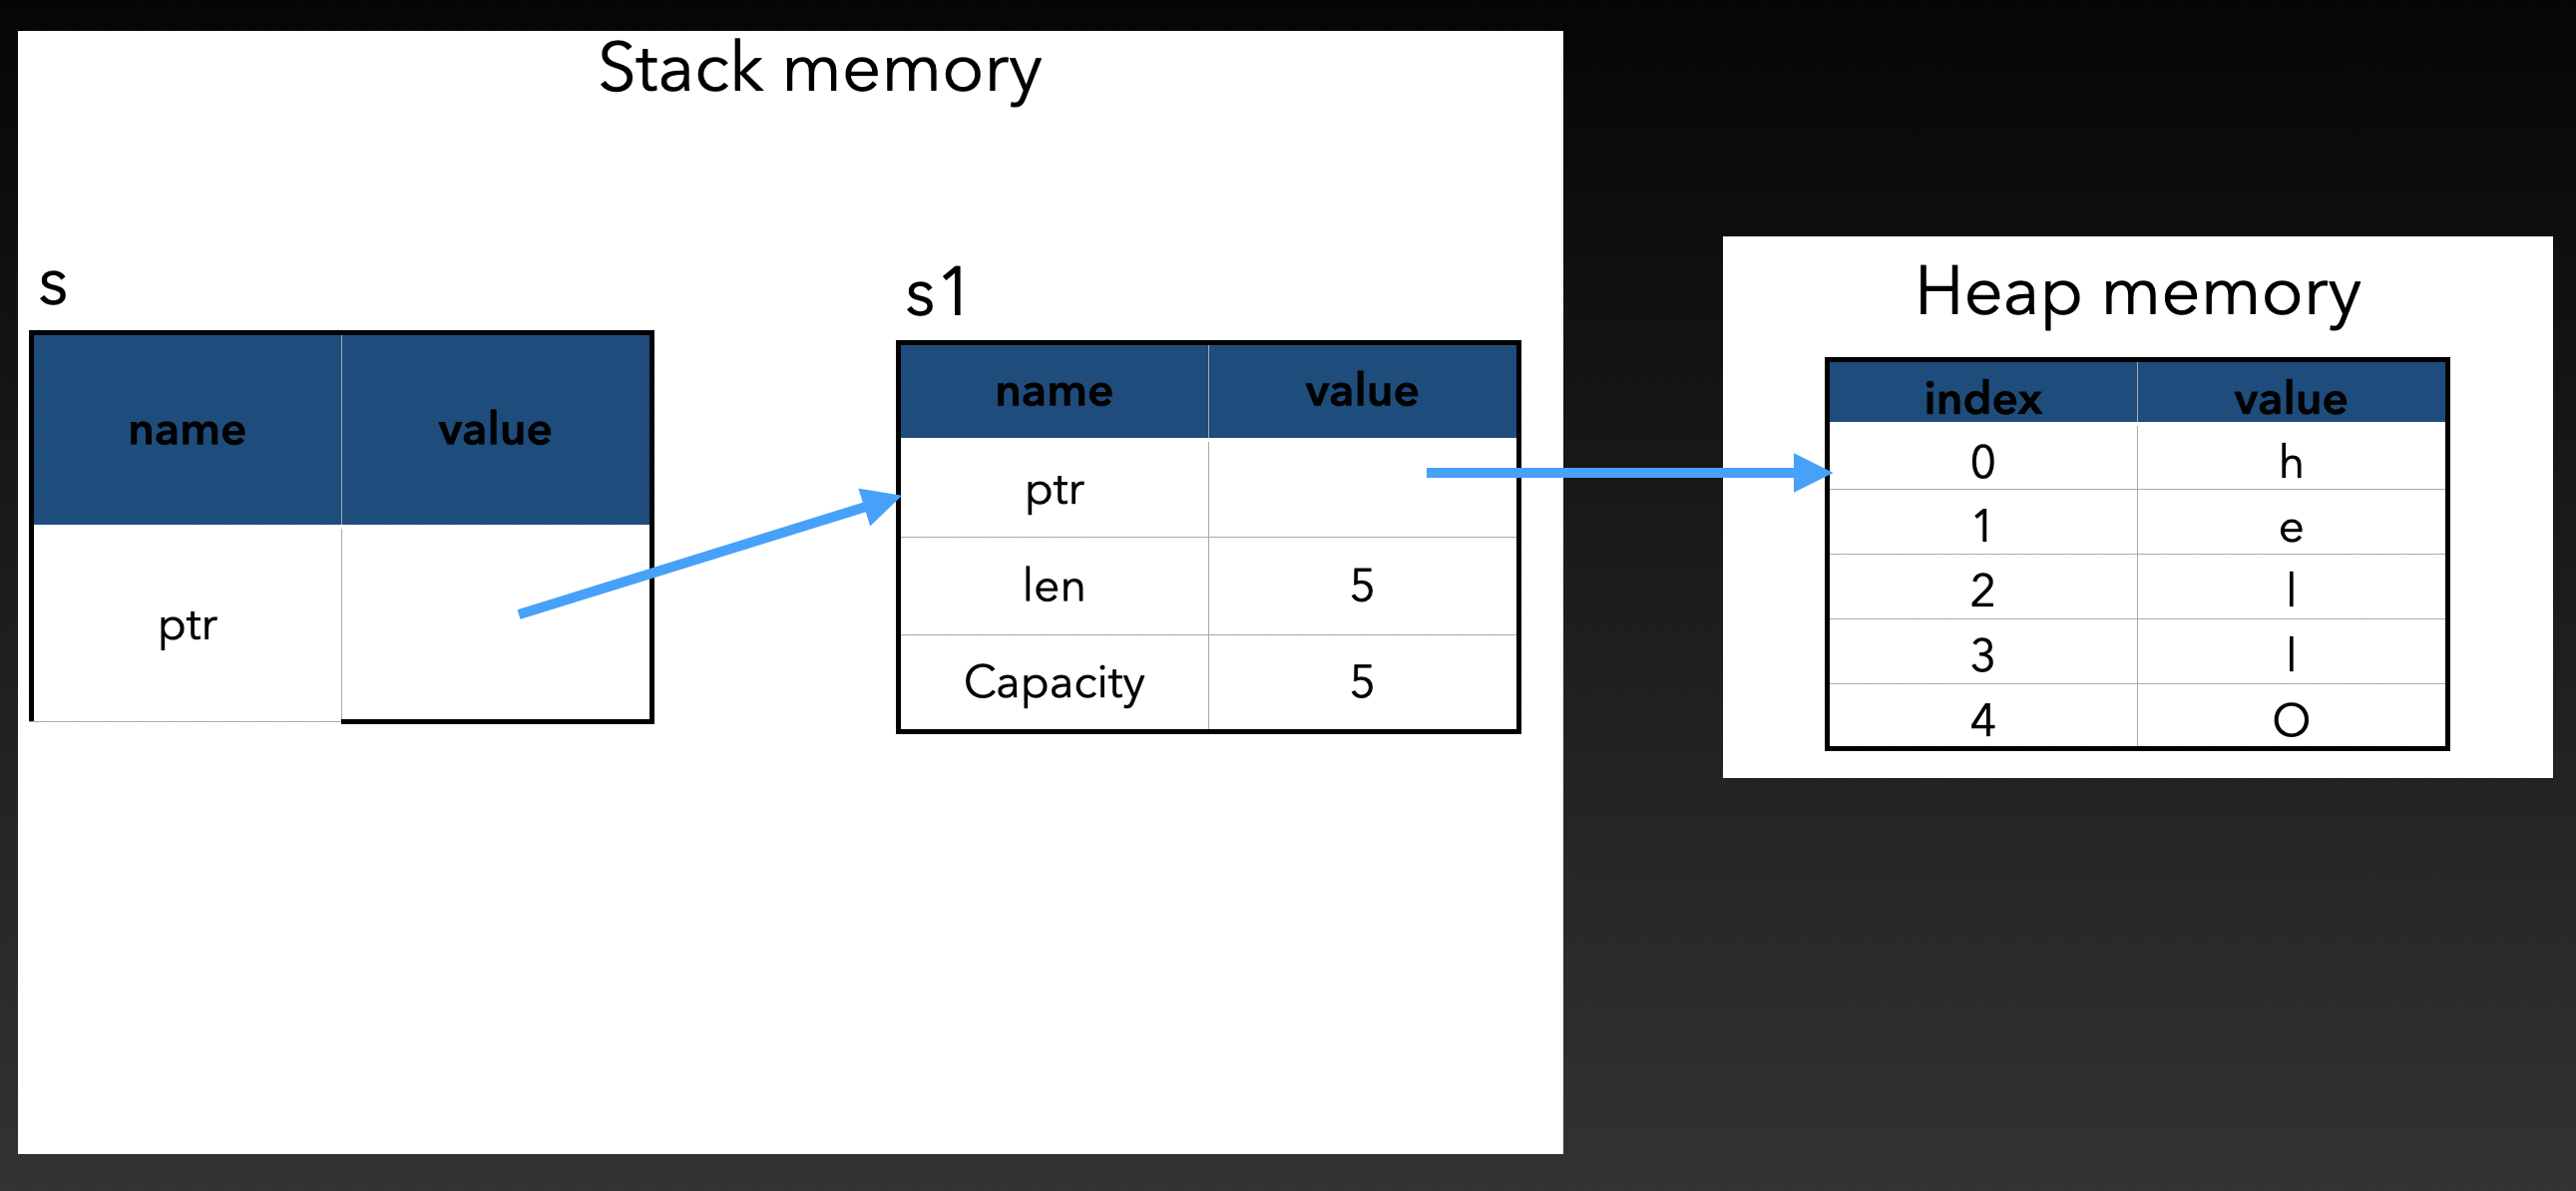 Stack memory
s
name value
ptr
s1
name value
ptr
len 5
Capacity 5
Heap memory
index value
0 h
1 e
2 l
3 l
4 O